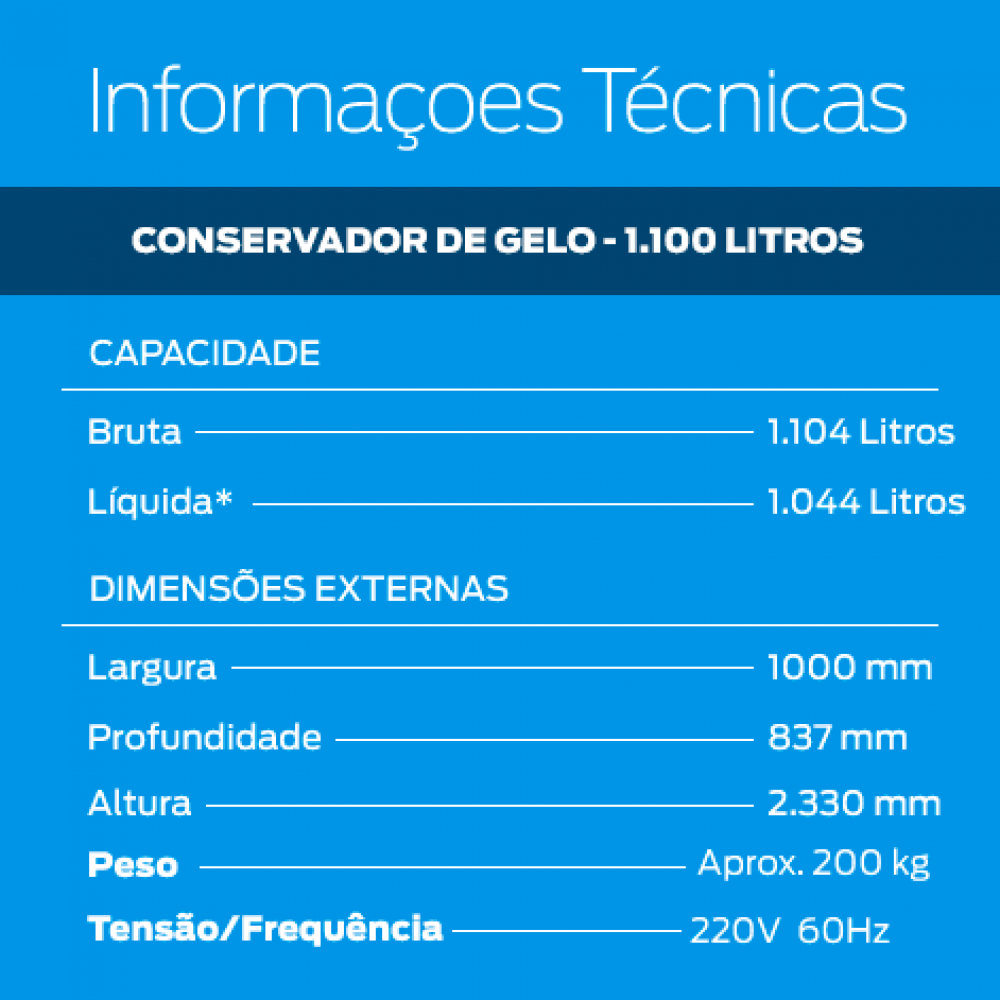 Informaçoes Técnicas
CONSERVADOR DE GELO - 1.100 LITROS
CAPACIDADE
Bruta 1.104 Litros
Líquida* 1.044 Litros
DIMENSÕES EXTERNAS
Largura 1000 mm
Profundidade 837 mm
Altura 2.330 mm
Peso Aprox. 200 kg
Tensão/Frequência 220V 60Hz